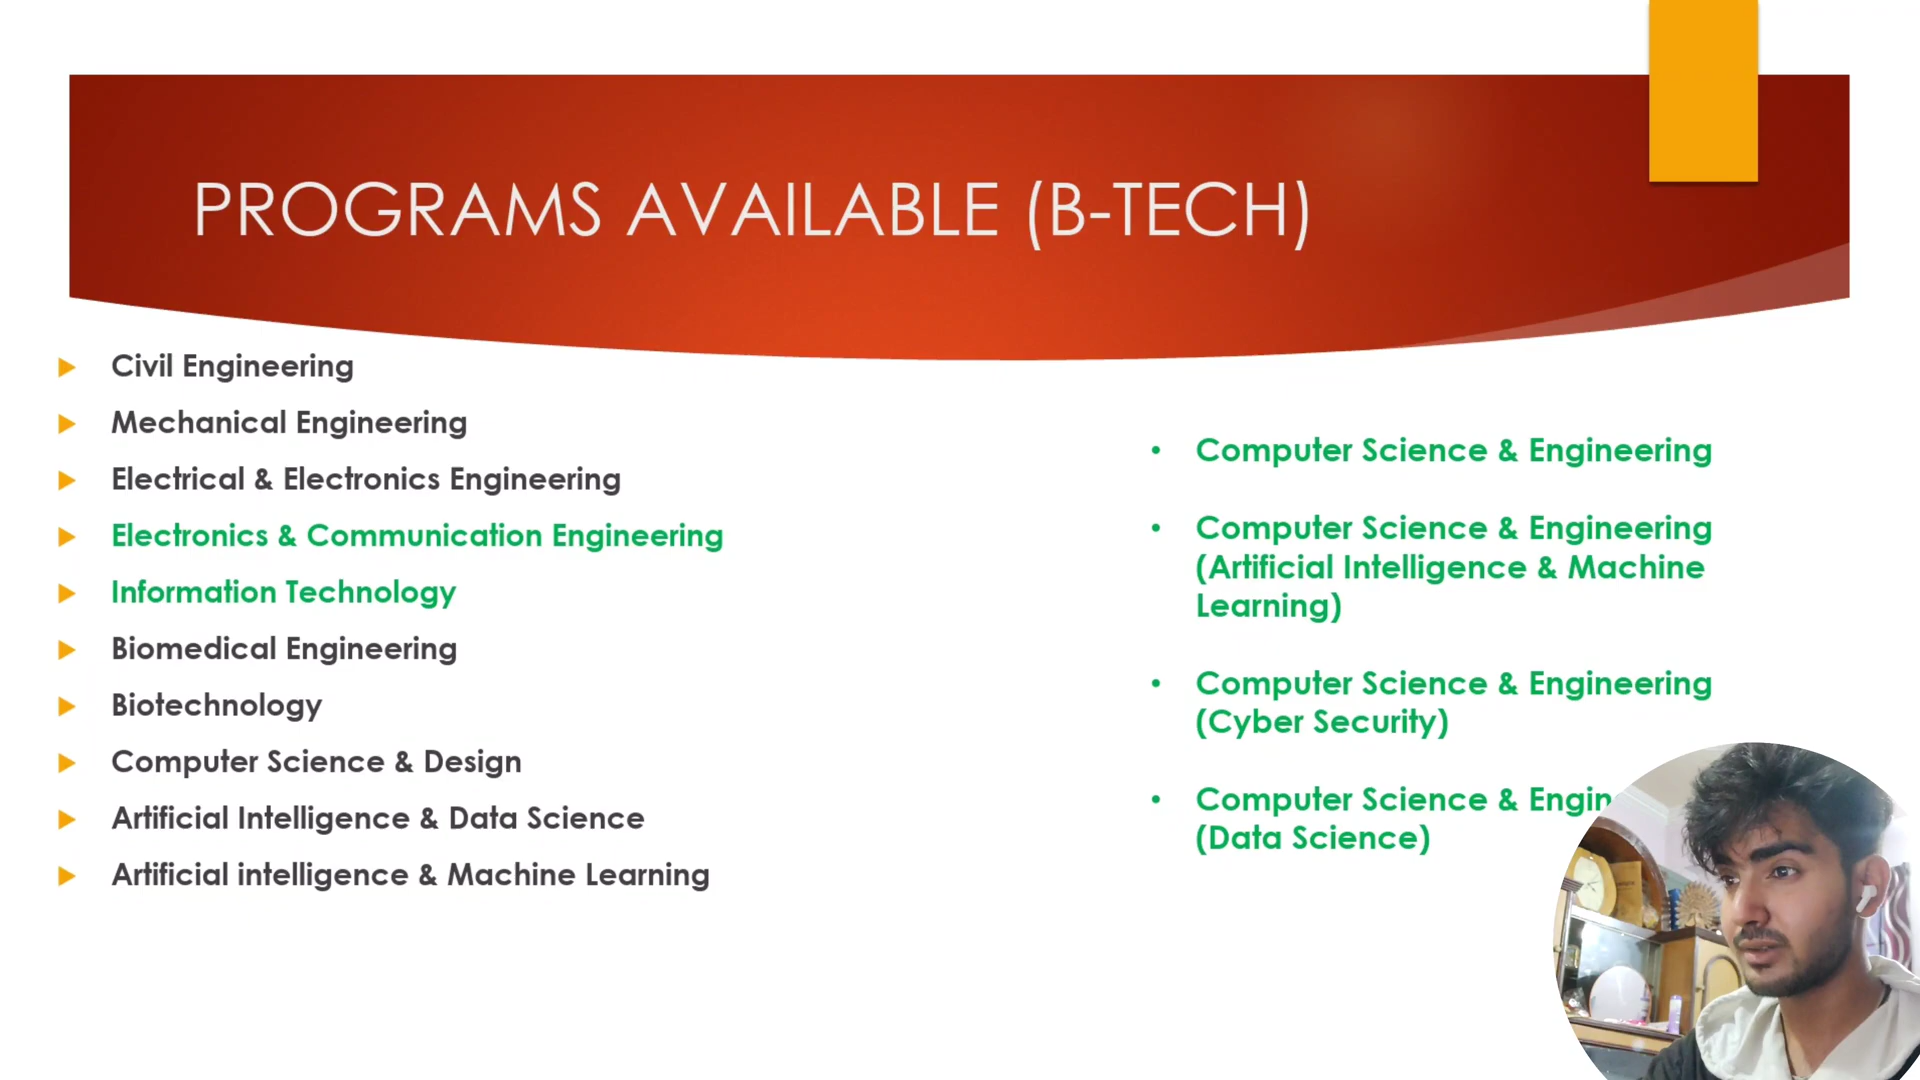 PROGRAMS AVAILABLE (B-TECH)
Civil Engineering
Mechanical Engineering
Electrical & Electronics Engineering
Electronics & Communication Engineering
Information Technology
Biomedical Engineering
Biotechnology
Computer Science & Design
Artificial Intelligence & Data Science
Artificial intelligence & Machine Learning
Computer Science & Engineering
Computer Science & Engineering
(Artificial Intelligence & Machine
Learning)
Computer Science & Engineering
(Cyber Security)
Computer Science & Engin
(Data Science)